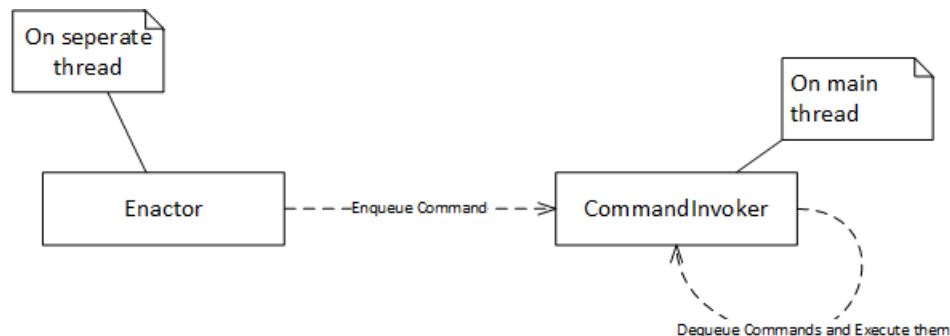 On seperate
thread
On main
thread
Enactor
Enqueue Command
CommandInvoker
Dequeue Commands and Execute them